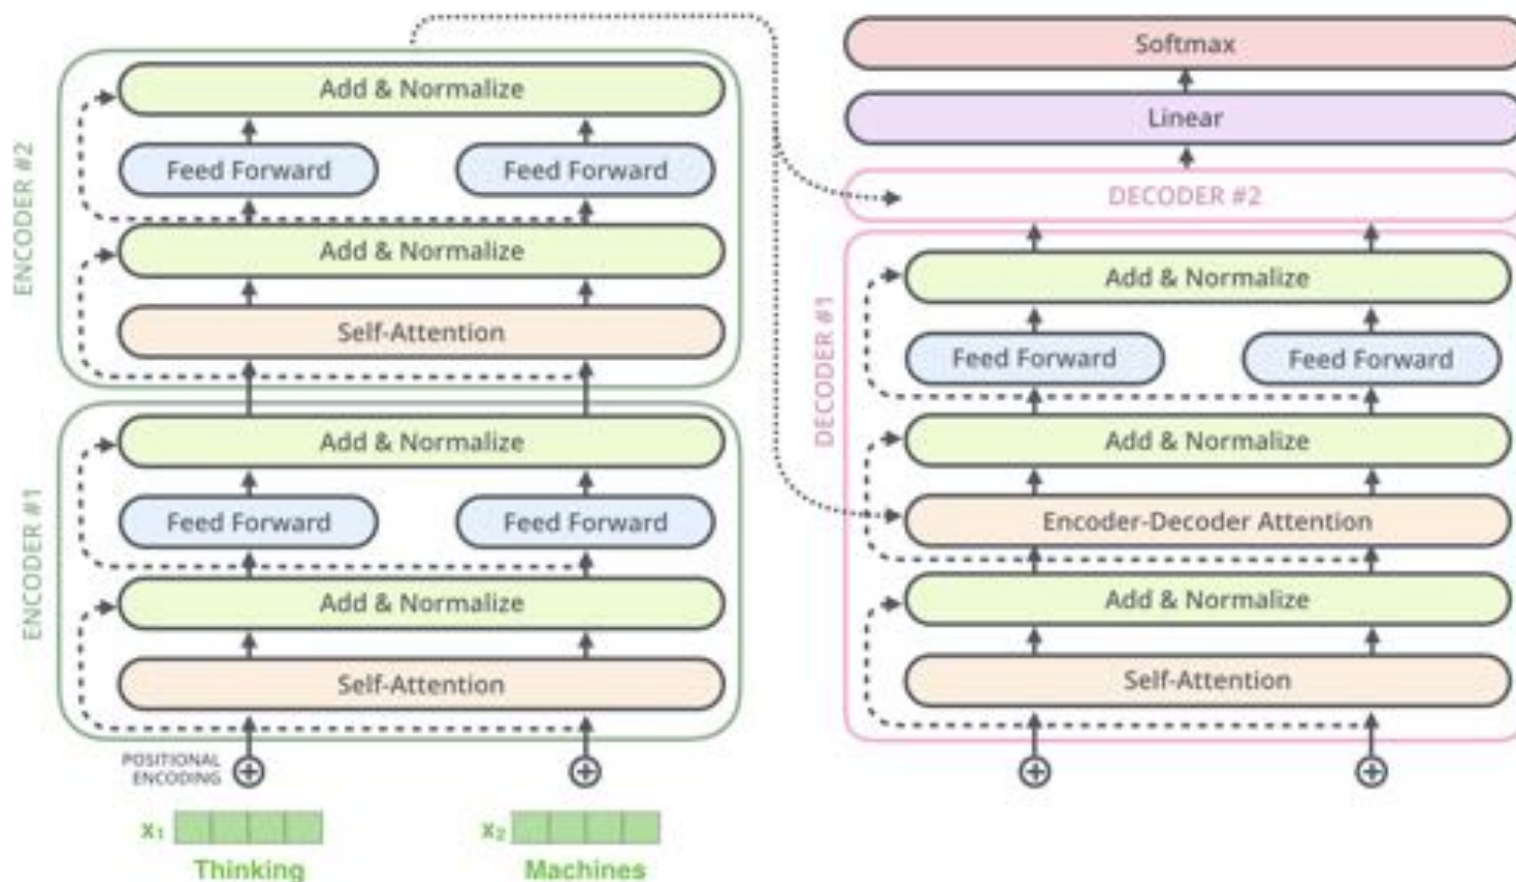 ENCODER #2
Add & Normalize
Feed Forward
Feed Forward
Add & Normalize
Self-Attention
ENCODER #1
Add & Normalize
Feed Forward
Feed Forward
Add & Normalize
Self-Attention
POSITIONAL
ENCODING
x₁
x₂
Thinking
Machines
Softmax
Linear
DECODER #2
DECODER #1
Add & Normalize
Feed Forward
Feed Forward
Add & Normalize
Encoder-Decoder Attention
Add & Normalize
Self-Attention